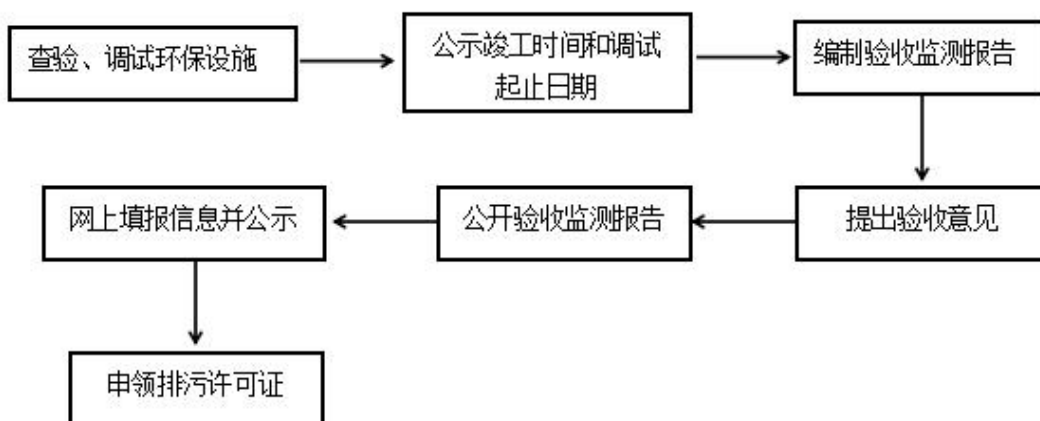 查验、调试环保设施
公示竣工时间和调试
起止日期
编制验收监测报告
提出验收意见
公开验收监测报告
网上填报信息并公示
申领排污许可证